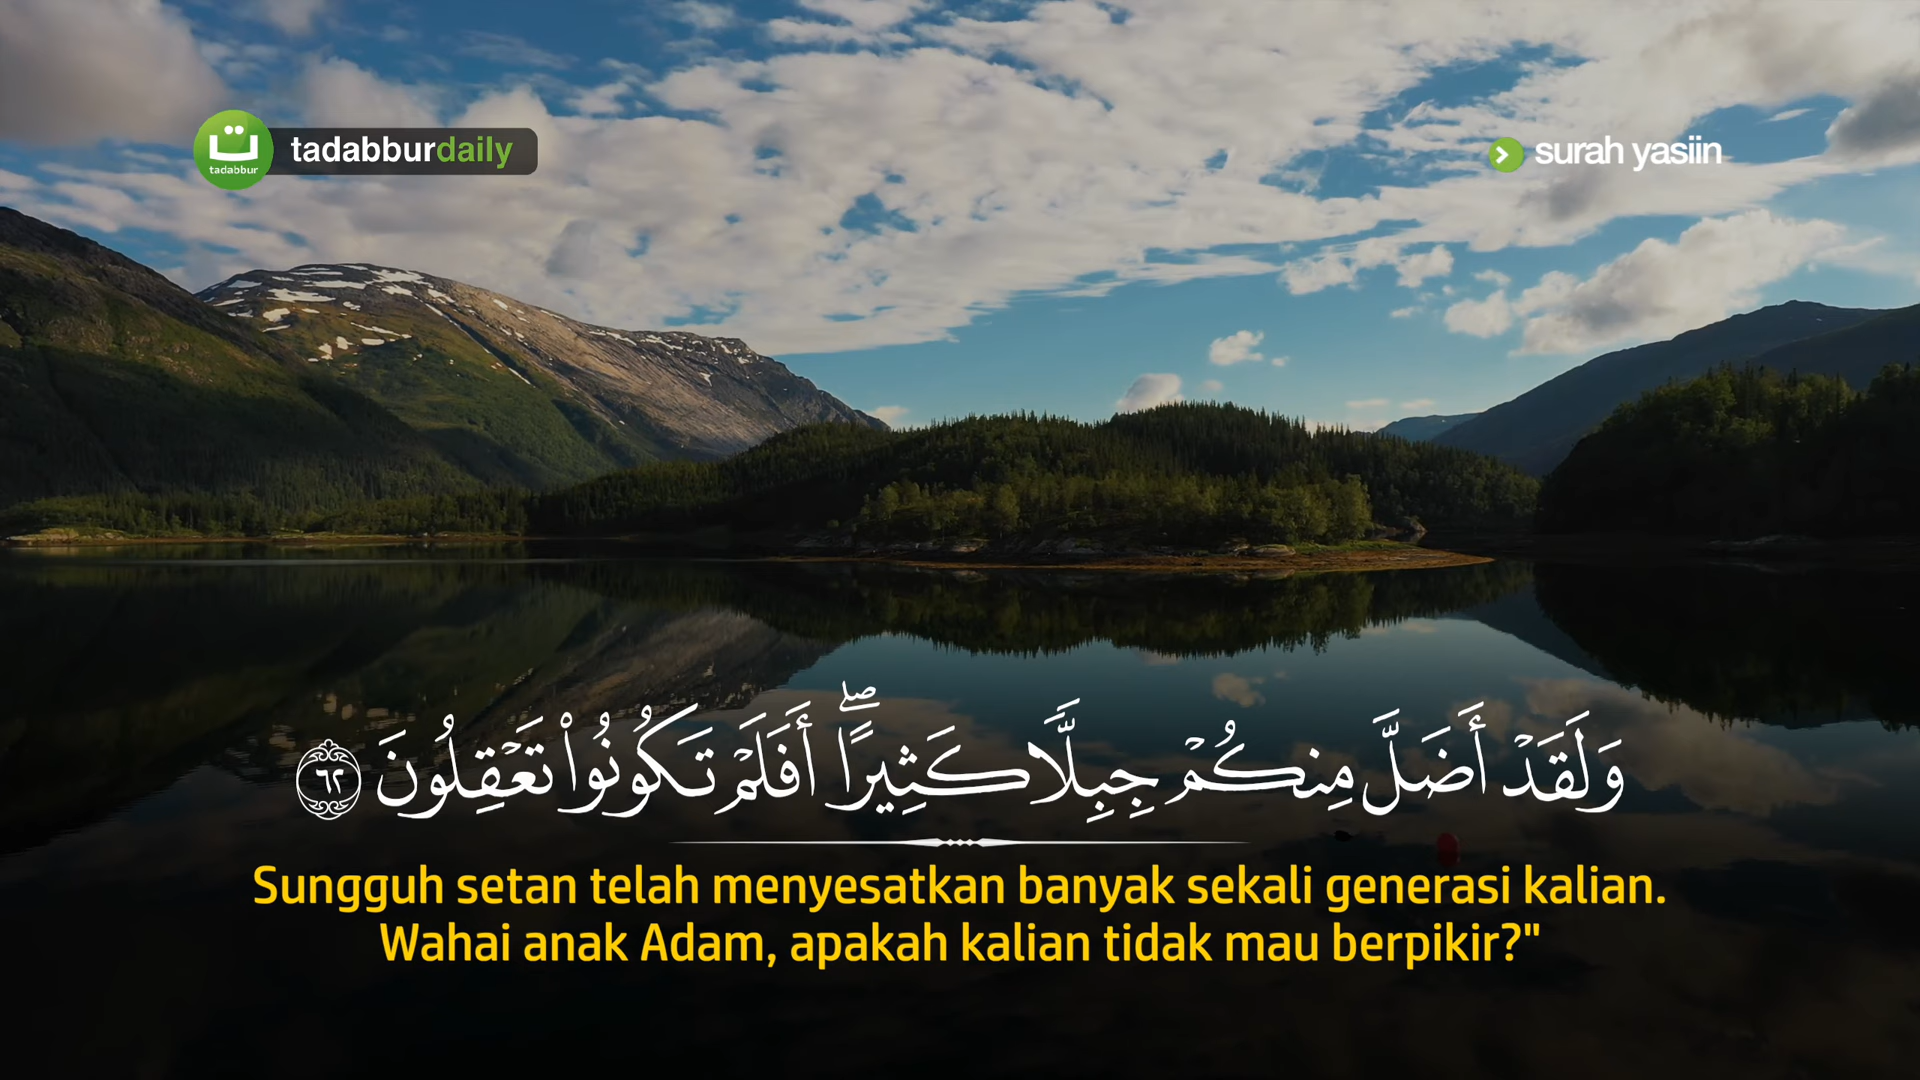 ت
tadabbur
tadabburdaily
surah yasiin
وَلَقَدْ أَضَلَّ مِنكُمْ جِبِلًّا كَثِيرًا ۖ أَفَلَمْ تَكُونُوا۟ تَعْقِلُونَ ٦٢
Sungguh setan telah menyesatkan banyak sekali generasi kalian.
Wahai anak Adam, apakah kalian tidak mau berpikir?"